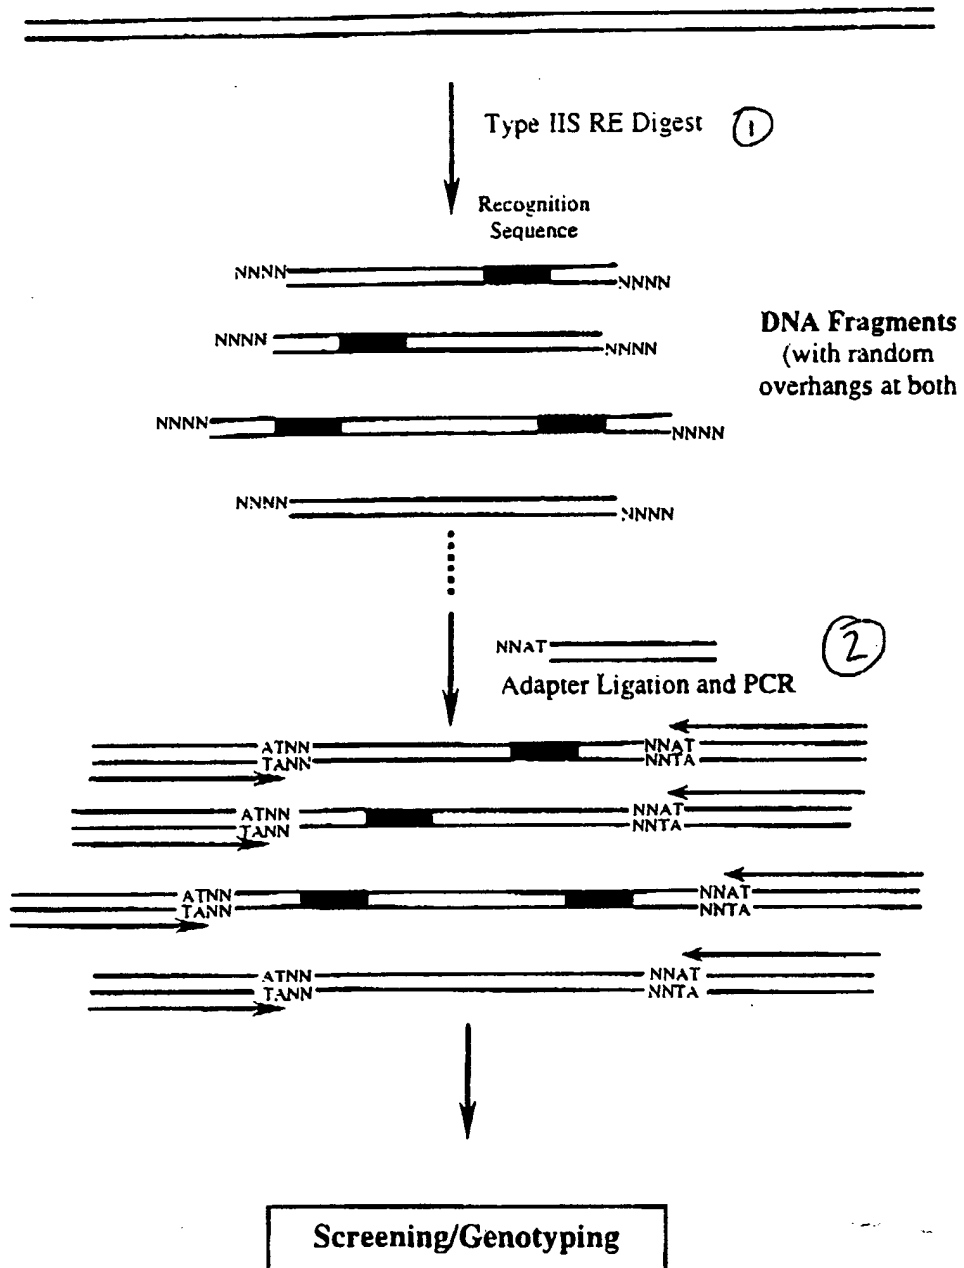 Type IIS RE Digest ①
Recognition
Sequence
NNNN NNNN
NNNN NNNN
DNA Fragments
(with random
overhangs at both
NNNN NNNN
NNNN NNNN
NNAT ②
Adapter Ligation and PCR
ATNN NNAT
TANN NNTA
ATNN NNAT
TANN NNTA
ATNN NNAT
TANN NNTA
ATNN NNAT
TANN NNTA
Screening/Genotyping